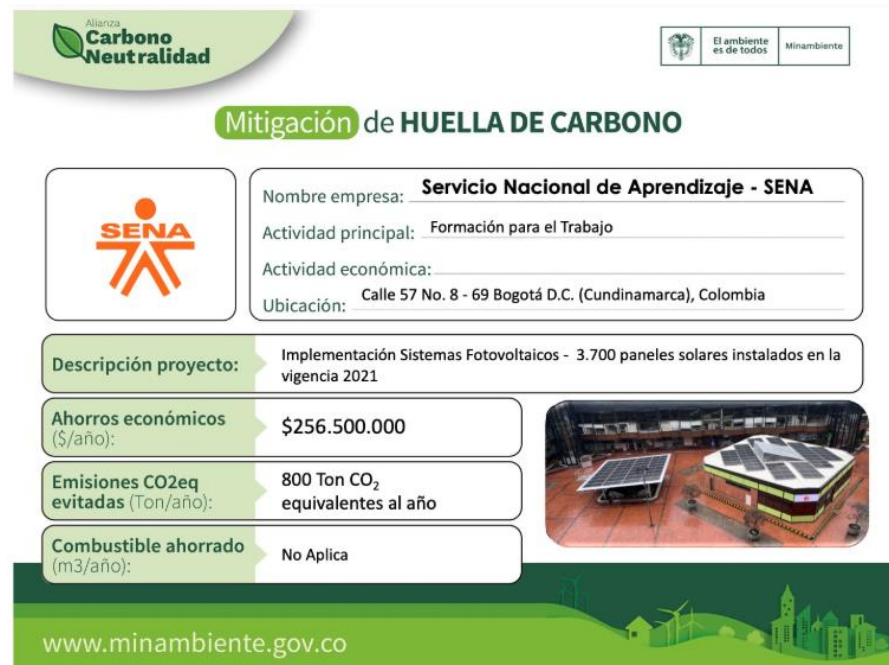 Alianza
Carbono
Neutralidad
El ambiente
es de todos
Minambiente
Mitigación de HUELLA DE CARBONO
SENA
Nombre empresa: Servicio Nacional de Aprendizaje - SENA
Actividad principal: Formación para el Trabajo
Actividad económica:
Ubicación: Calle 57 No. 8 - 69 Bogotá D.C. (Cundinamarca), Colombia
Descripción proyecto:
Implementación Sistemas Fotovoltaicos - 3.700 paneles solares instalados en la
vigencia 2021
Ahorros económicos
($/año):
$256.500.000
Emisiones CO2eq
evitadas (Ton/año):
800 Ton CO₂
equivalentes al año
Combustible ahorrado
(m3/año):
No Aplica
www.minambiente.gov.co